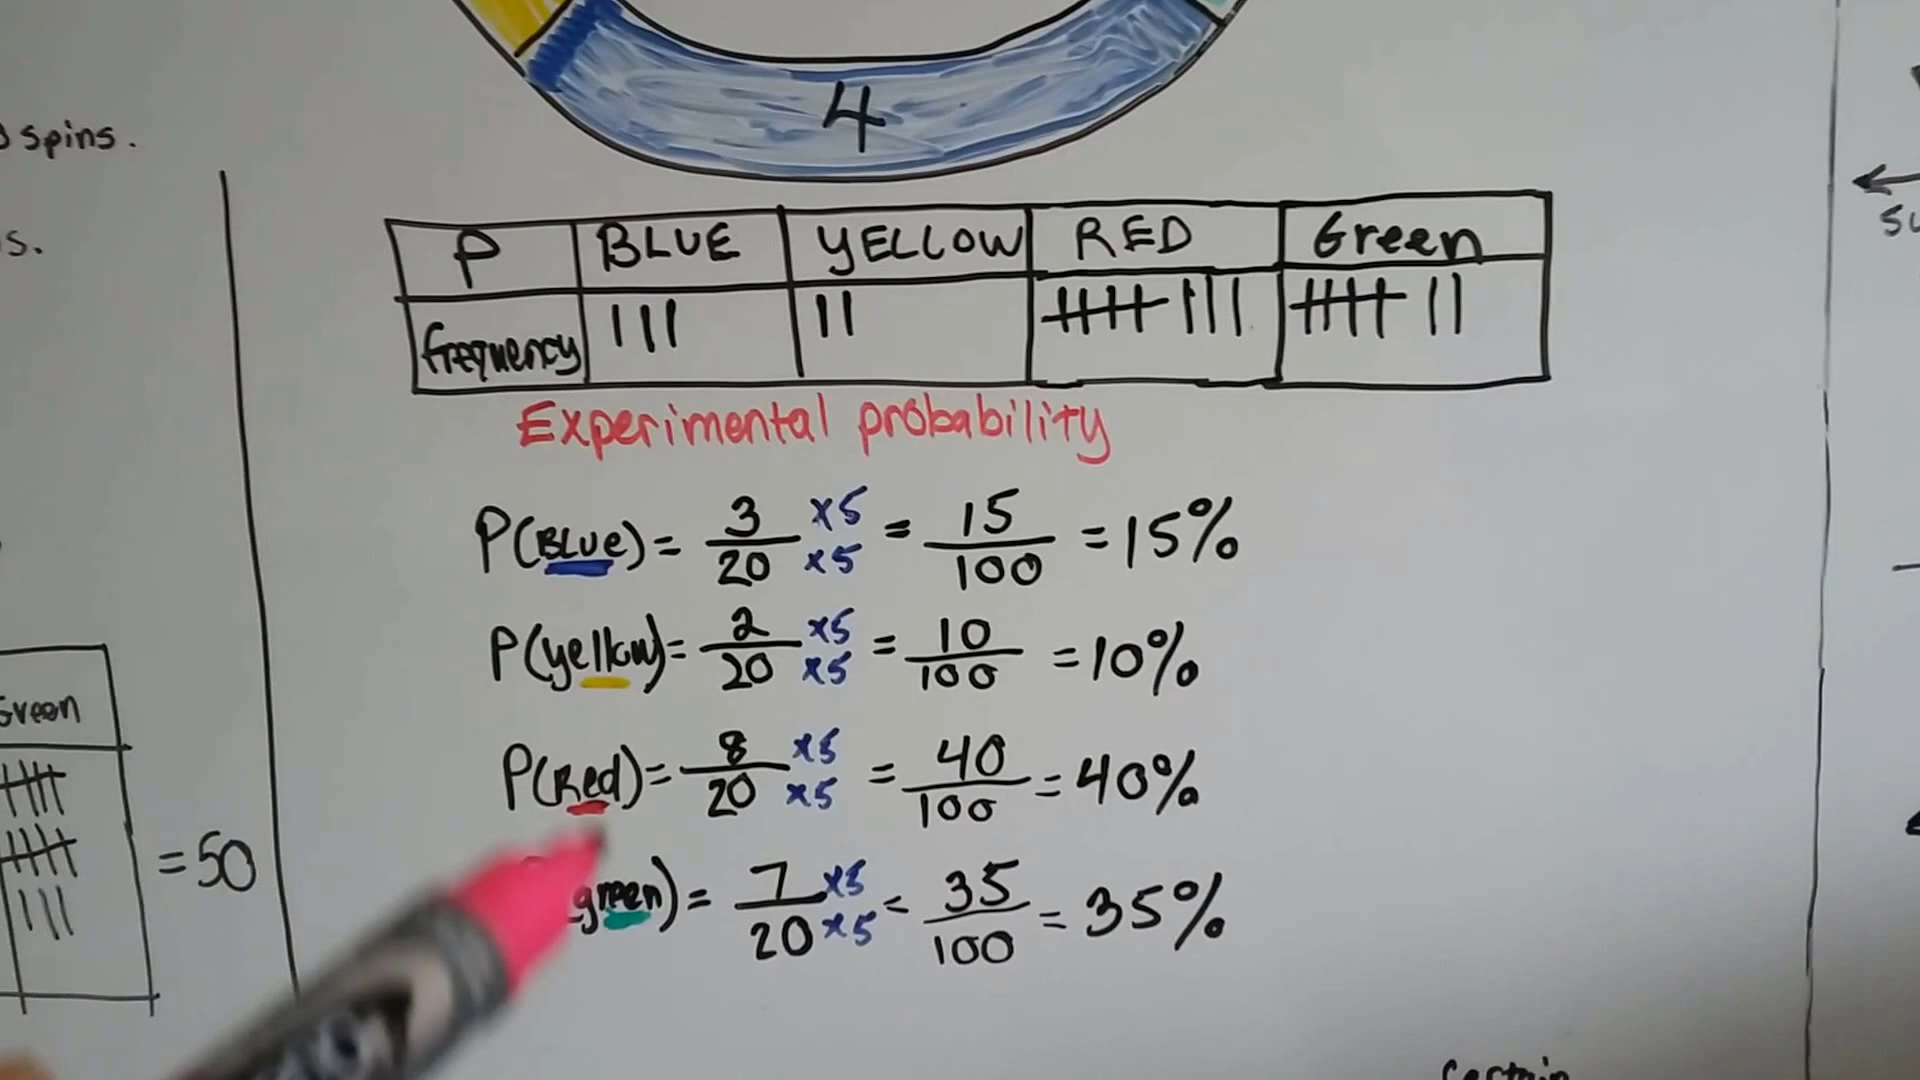 spins.
s.
4
P BLUE YELLOW RED Green
frequency
Experimental probability
P(BLUE) = 3/20 ×5/×5 = 15/100 = 15%
P(yellow) = 2/20 ×5/×5 = 10/100 = 10%
P(Red) = 8/20 ×5/×5 = 40/100 = 40%
(green) = 7/20 ×5/×5 = 35/100 = 35%
Green
= 50
Certain